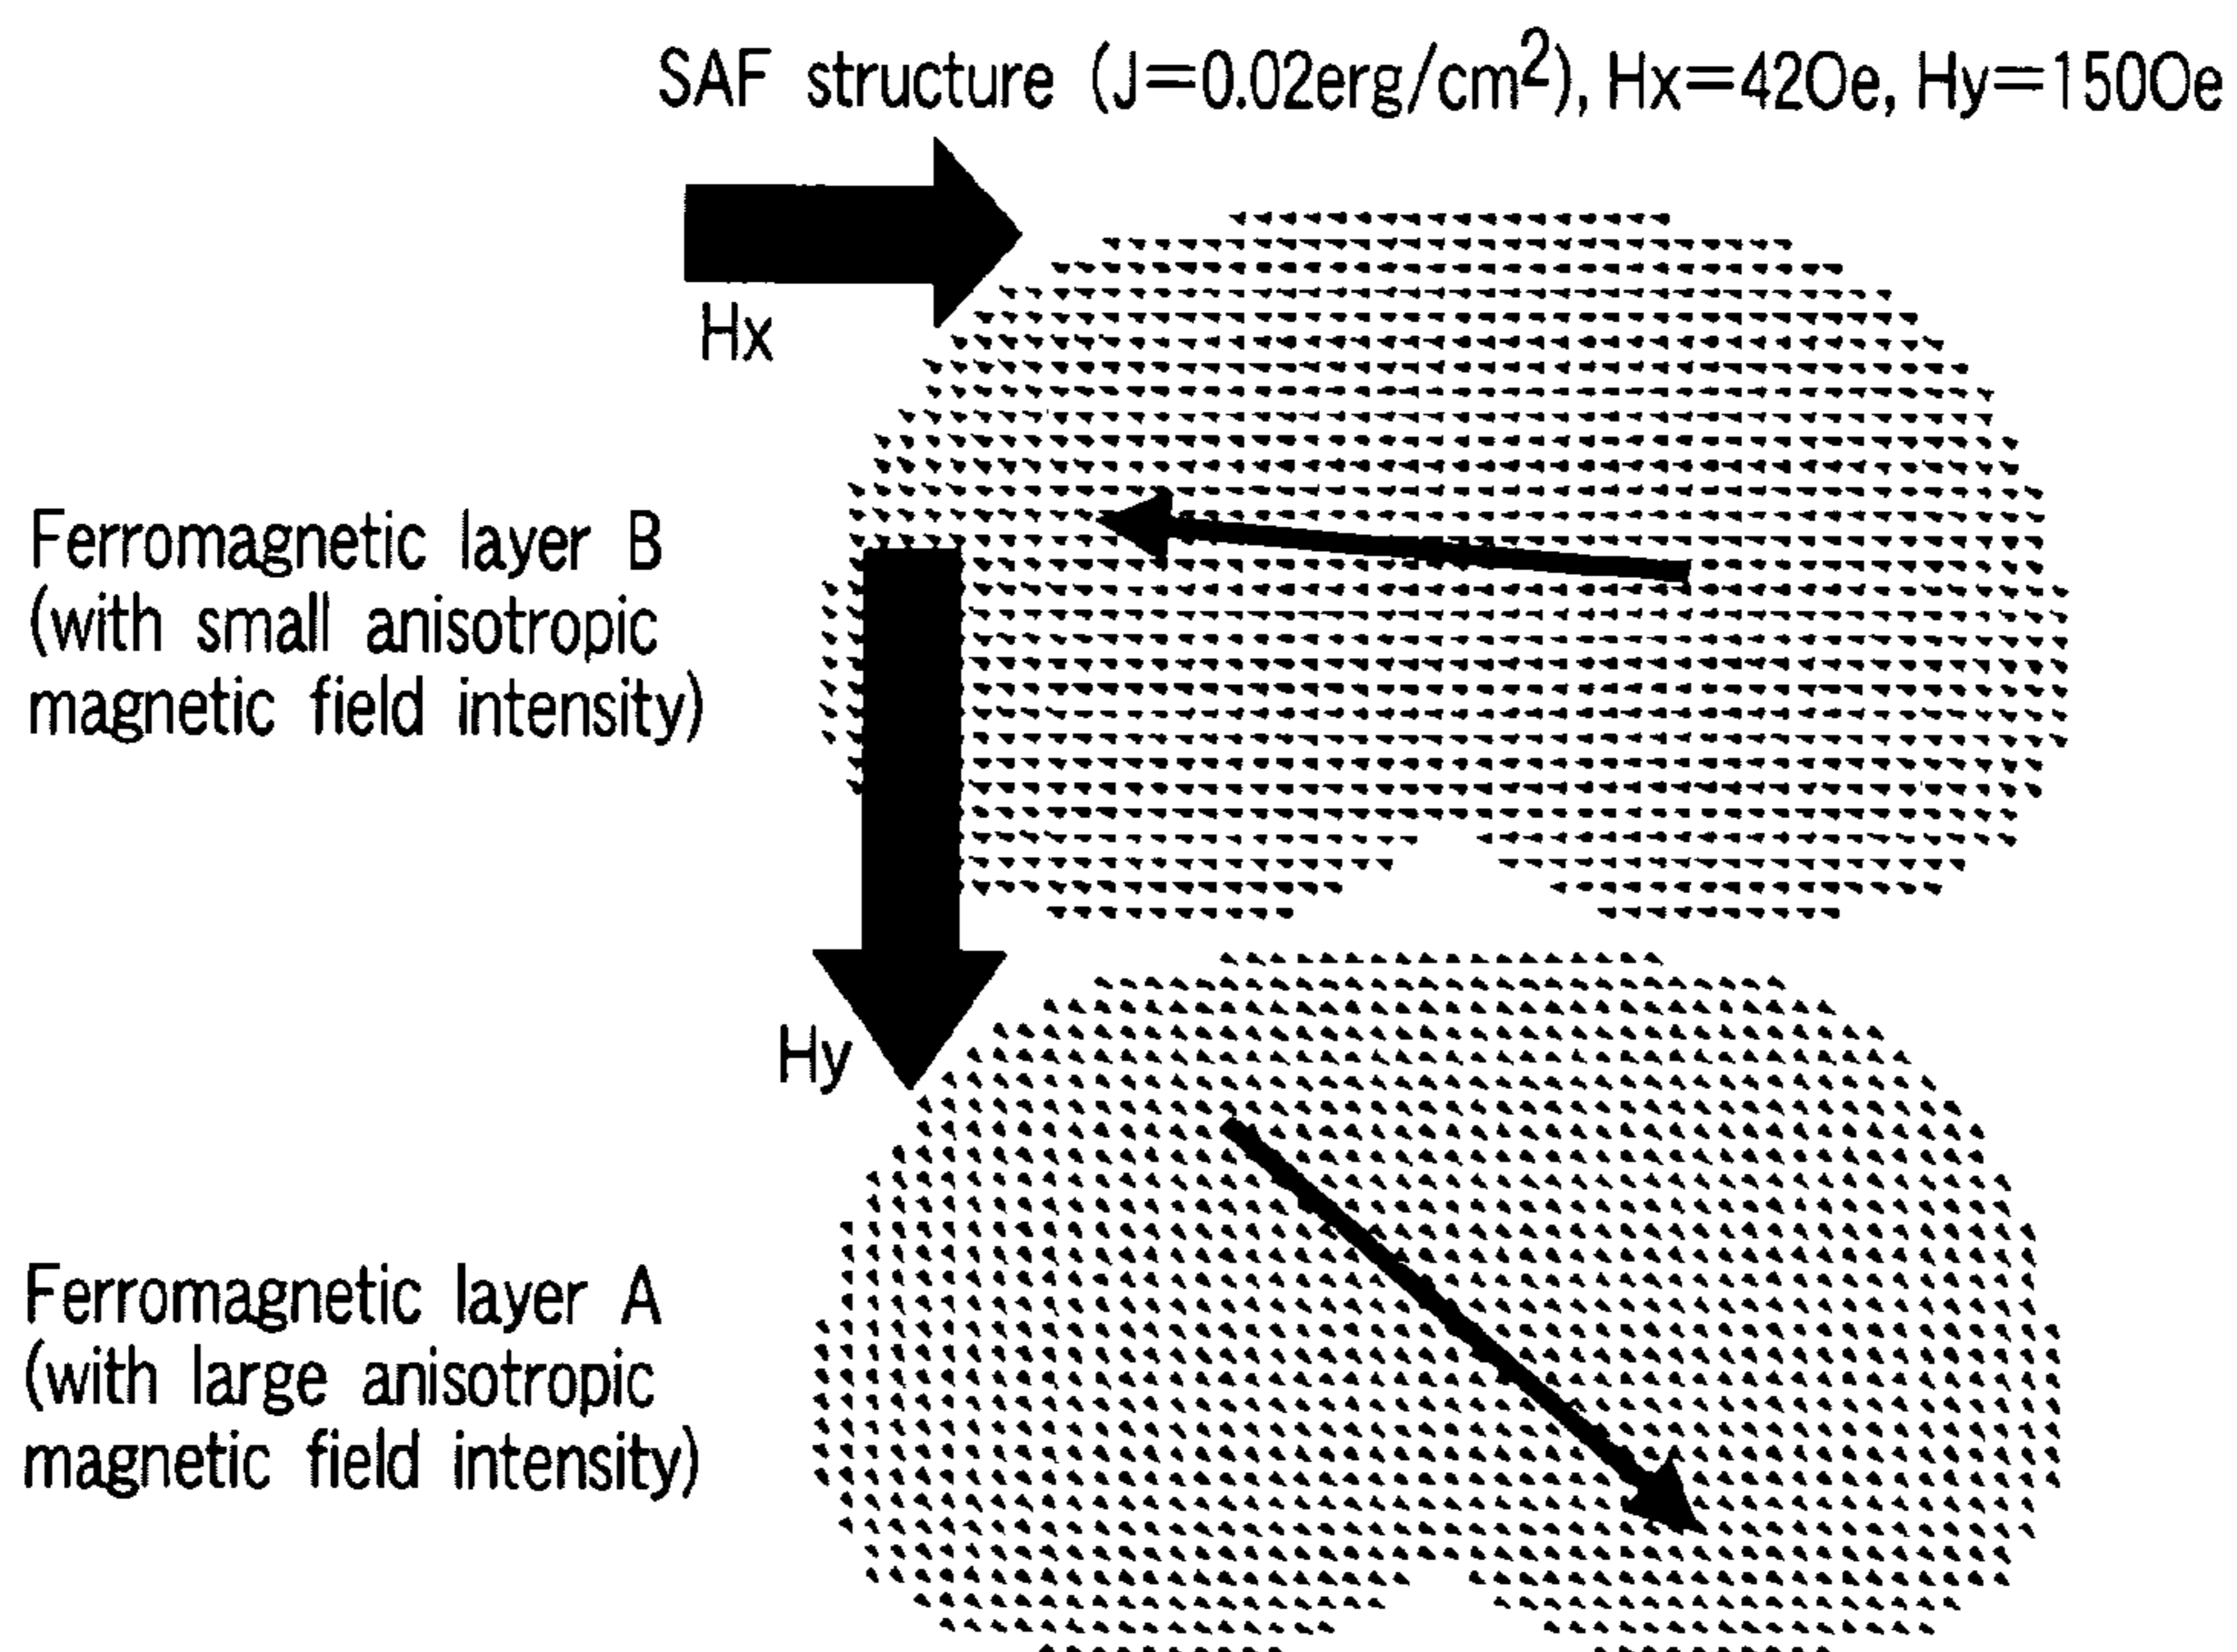 SAF structure (J=0.02erg/cm²), Hx=42Oe, Hy=150Oe
Hx
Ferromagnetic layer B
(with small anisotropic
magnetic field intensity)
Hy
Ferromagnetic layer A
(with large anisotropic
magnetic field intensity)